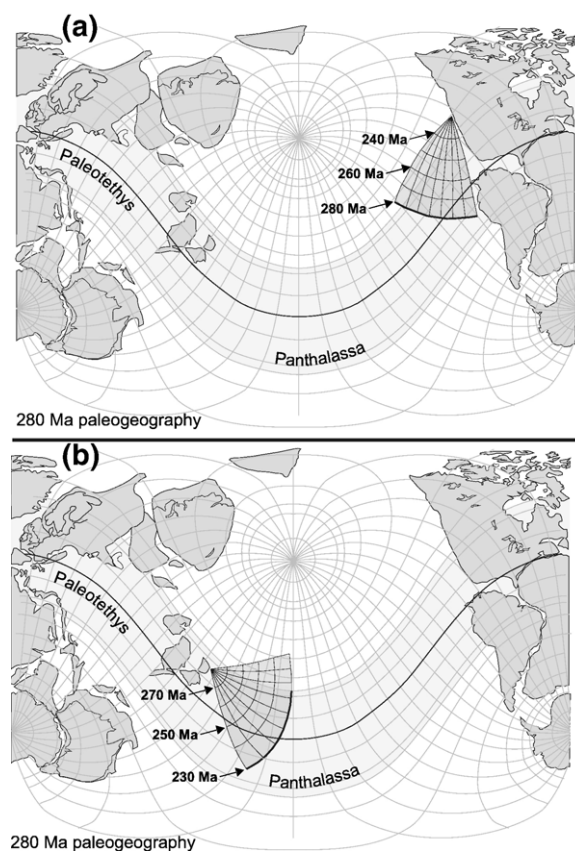 (a)
240 Ma
260 Ma
280 Ma
Paleotethys
Panthalassa
280 Ma paleogeography
(b)
Paleotethys
270 Ma
250 Ma
230 Ma
Panthalassa
280 Ma paleogeography